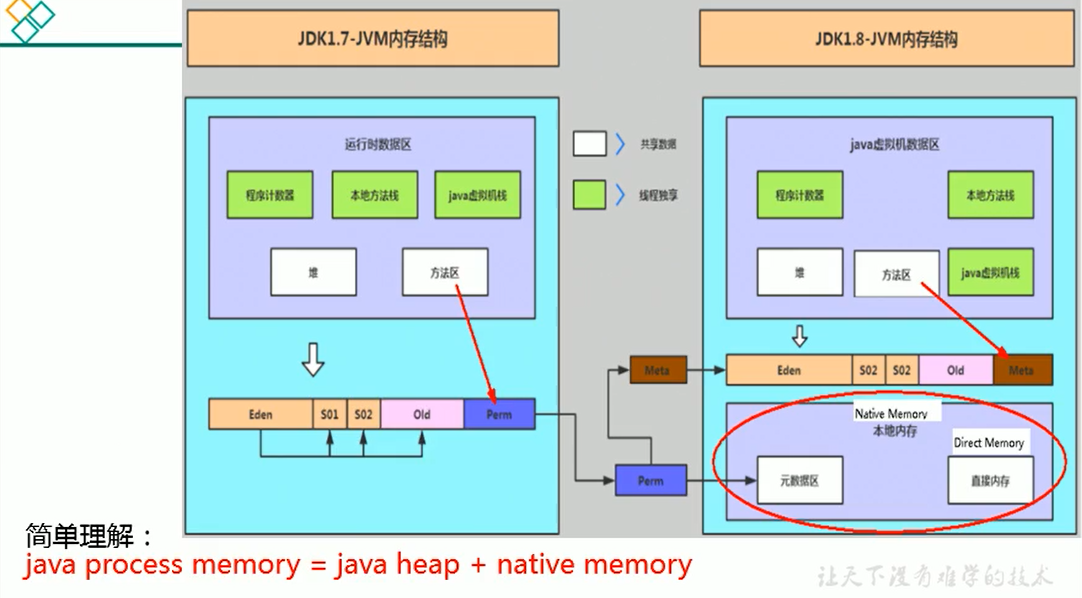 JDK1.7-JVM内存结构
JDK1.8-JVM内存结构
运行时数据区
程序计数器
本地方法栈
java虚拟机栈
堆
方法区
Eden
S01
S02
Old
Perm
共享数据
线程独享
Meta
Perm
java虚拟机数据区
程序计数器
本地方法栈
堆
方法区
java虚拟机栈
Eden
S02
S02
Old
Meta
Native Memory
本地内存
Direct Memory
元数据区
直接内存
简单理解：
java process memory = java heap + native memory
让天下没有难学的技术